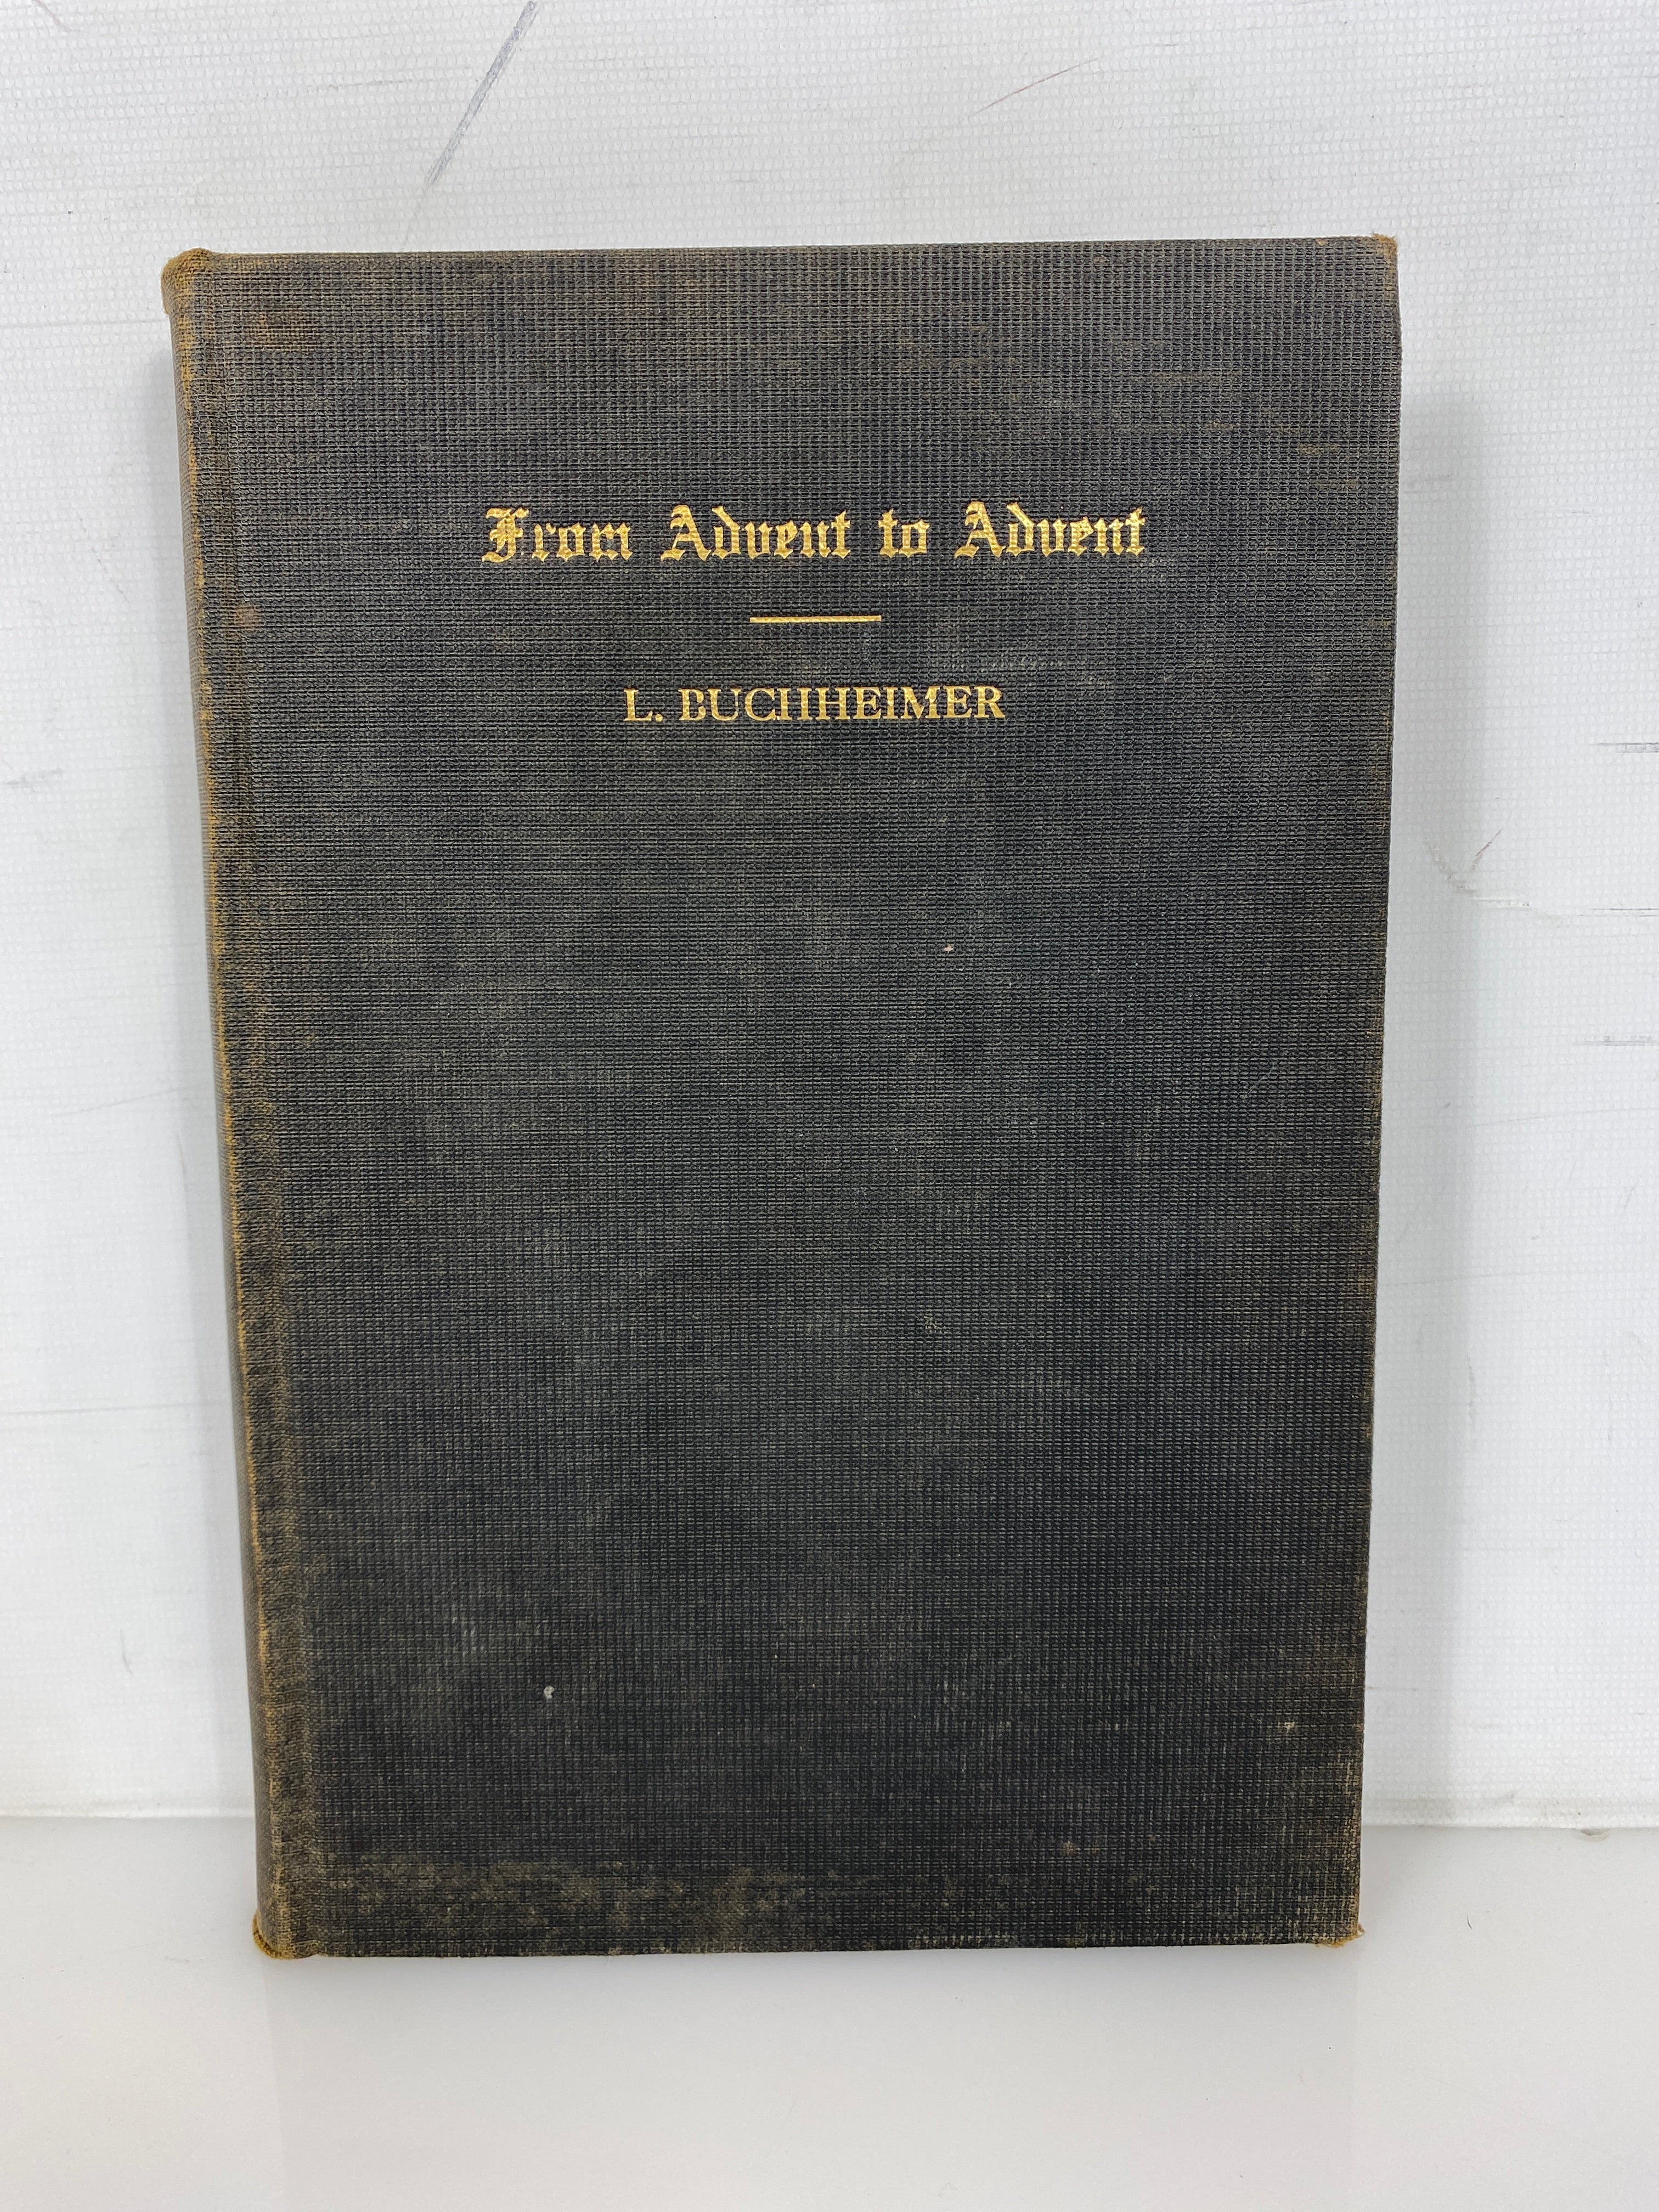 From Advent to Advent
L. BUCHHEIMER